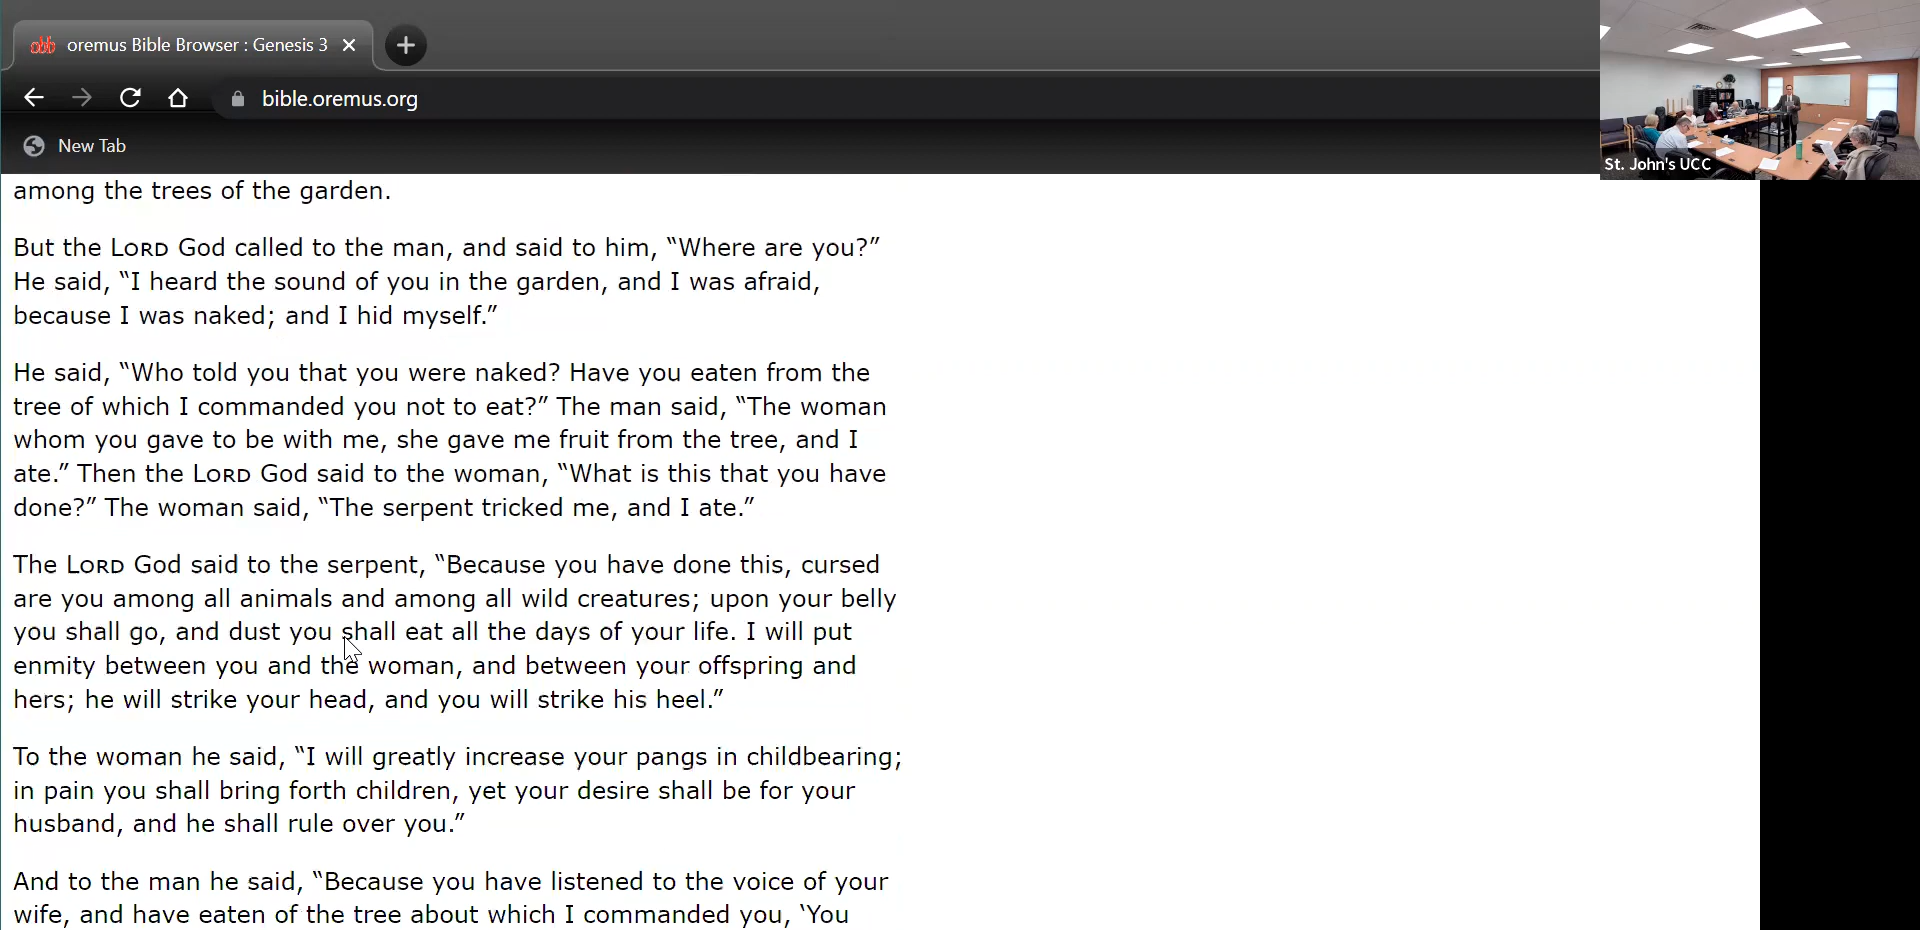 oremus Bible Browser : Genesis 3
bible.oremus.org
New Tab
St. John's UCC
among the trees of the garden.
But the LORD God called to the man, and said to him, “Where are you?”
He said, “I heard the sound of you in the garden, and I was afraid,
because I was naked; and I hid myself.”
He said, “Who told you that you were naked? Have you eaten from the
tree of which I commanded you not to eat?” The man said, “The woman
whom you gave to be with me, she gave me fruit from the tree, and I
ate.” Then the LORD God said to the woman, “What is this that you have
done?” The woman said, “The serpent tricked me, and I ate.”
The LORD God said to the serpent, “Because you have done this, cursed
are you among all animals and among all wild creatures; upon your belly
you shall go, and dust you shall eat all the days of your life. I will put
enmity between you and the woman, and between your offspring and
hers; he will strike your head, and you will strike his heel.”
To the woman he said, “I will greatly increase your pangs in childbearing;
in pain you shall bring forth children, yet your desire shall be for your
husband, and he shall rule over you.”
And to the man he said, “Because you have listened to the voice of your
wife, and have eaten of the tree about which I commanded you, ‘You